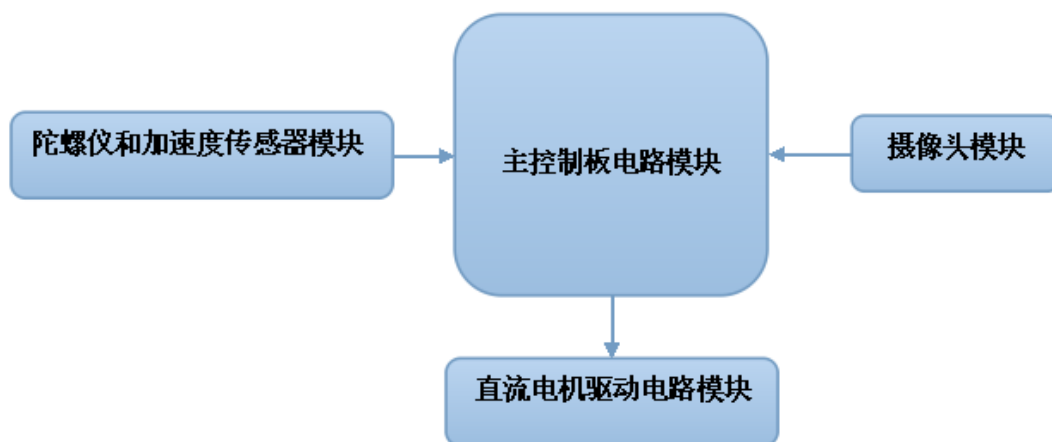 陀螺仪和加速度传感器模块
主控制板电路模块
摄像头模块
直流电机驱动电路模块